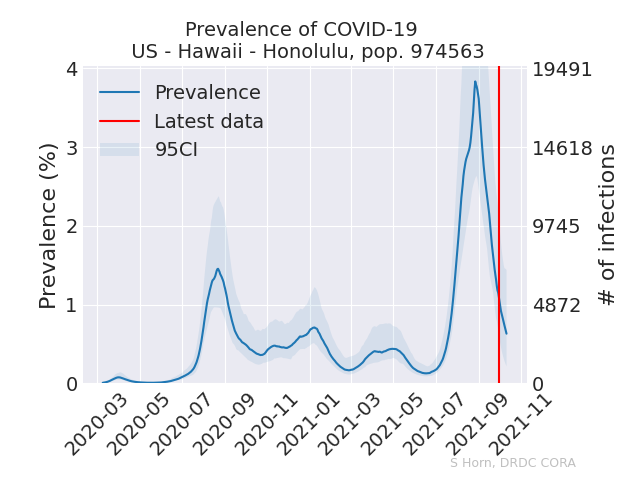 Prevalence of COVID-19
US - Hawaii - Honolulu, pop. 974563
Prevalence
Latest data
95CI
Prevalence (%)
4
3
2
1
0
19491
14618
9745
4872
0
# of infections
2020-03
2020-05
2020-07
2020-09
2020-11
2021-01
2021-03
2021-05
2021-07
2021-09
2021-11
S Horn, DRDC CORA